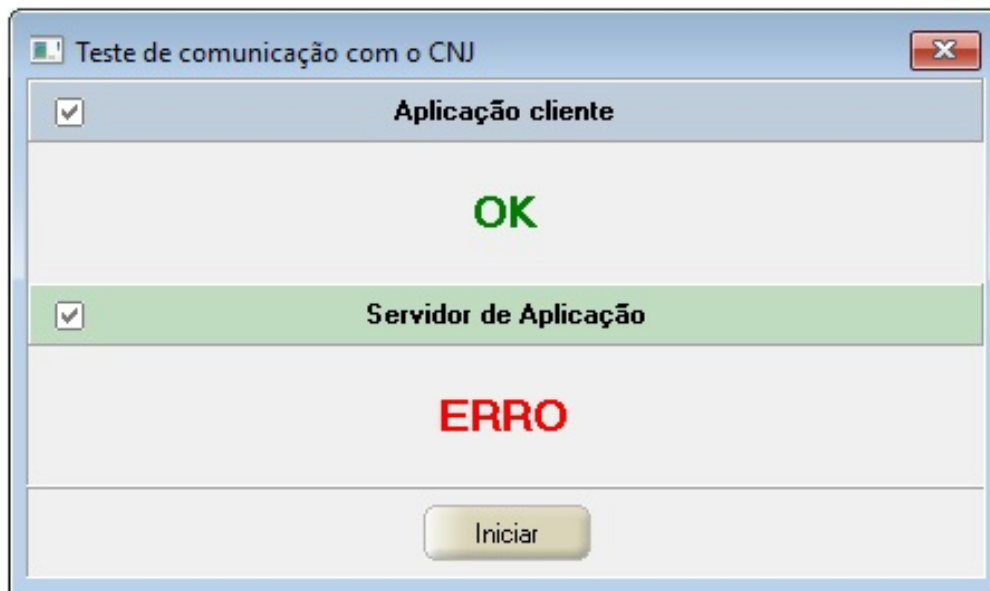 Teste de comunicação com o CNJ
Aplicação cliente
OK
Servidor de Aplicação
ERRO
Iniciar